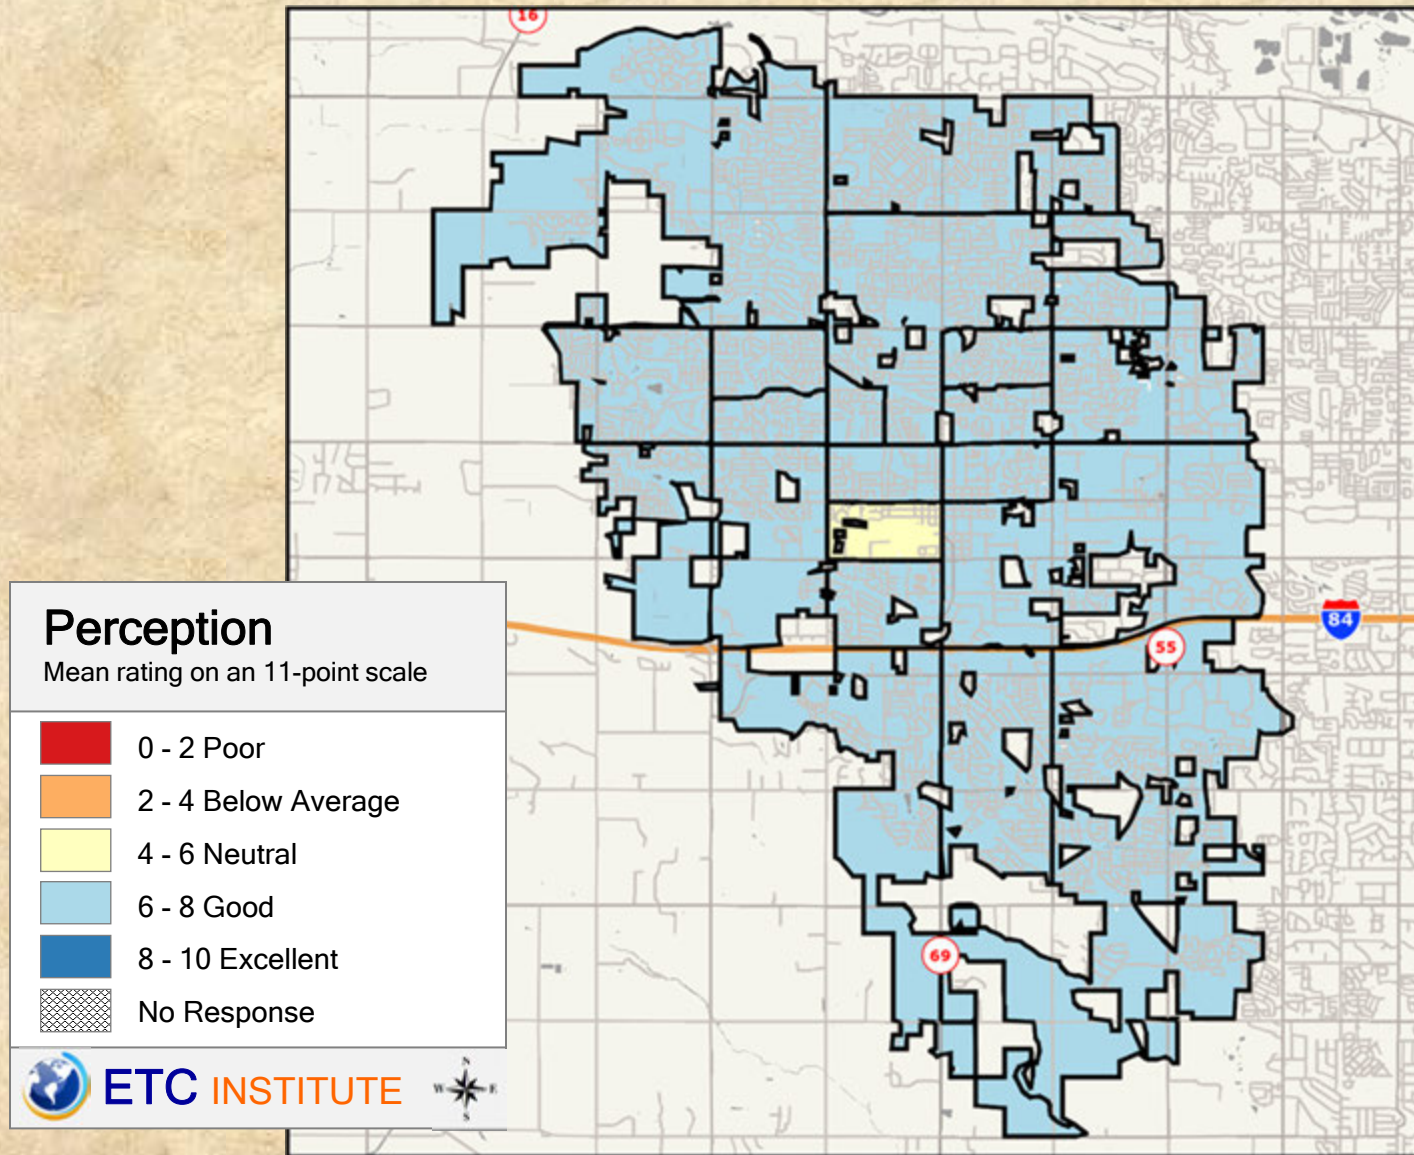 16
84
55
69
Perception
Mean rating on an 11-point scale
0 - 2 Poor
2 - 4 Below Average
4 - 6 Neutral
6 - 8 Good
8 - 10 Excellent
No Response
ETC INSTITUTE
N
W E
S